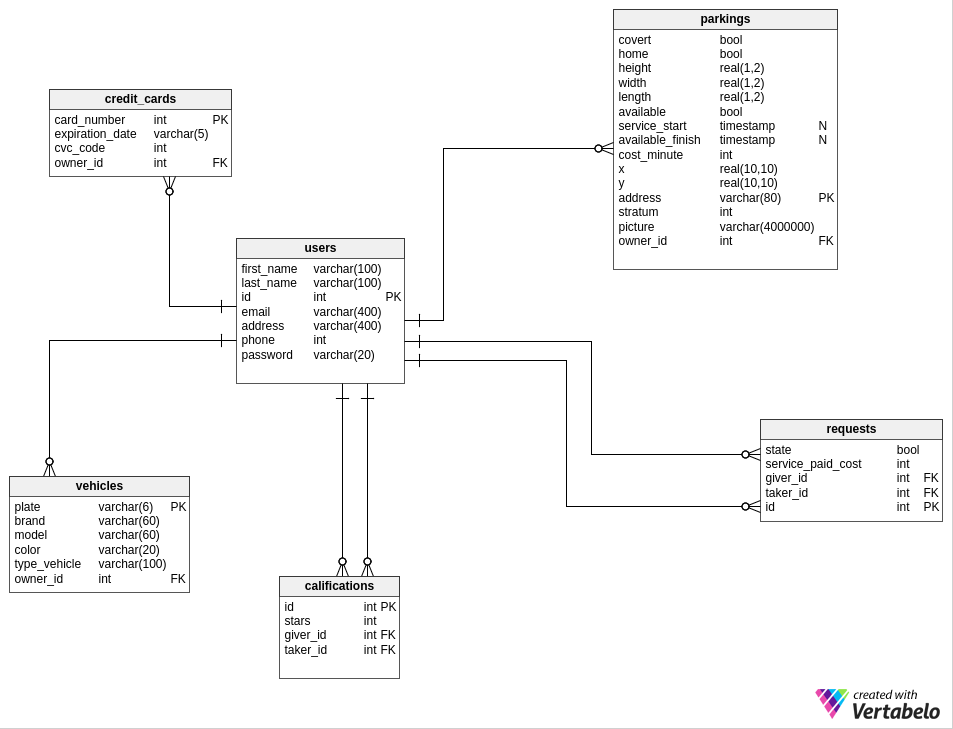 parkings
covert bool
home bool
height real(1,2)
width real(1,2)
length real(1,2)
available bool
service_start timestamp N
available_finish timestamp N
cost_minute int
x real(10,10)
y real(10,10)
address varchar(80) PK
stratum int
picture varchar(4000000)
owner_id int FK
credit_cards
card_number int PK
expiration_date varchar(5)
cvc_code int
owner_id int FK
users
first_name varchar(100)
last_name varchar(100)
id int PK
email varchar(400)
address varchar(400)
phone int
password varchar(20)
requests
state bool
service_paid_cost int
giver_id int FK
taker_id int FK
id int PK
vehicles
plate varchar(6) PK
brand varchar(60)
model varchar(60)
color varchar(20)
type_vehicle varchar(100)
owner_id int FK
califications
id int PK
stars int
giver_id int FK
taker_id int FK
created with
Vertabelo